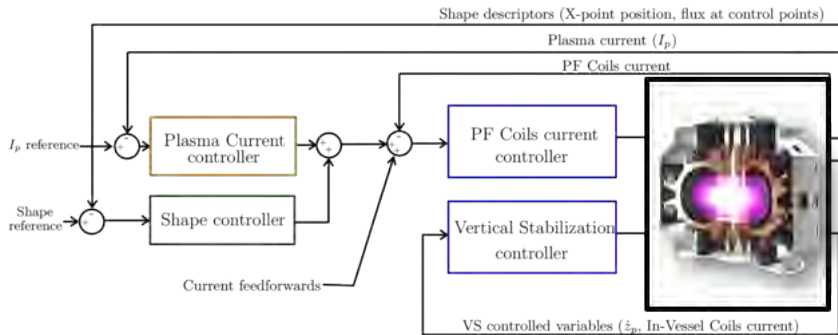 Shape descriptors (X-point position, flux at control points)
Plasma current (Iₚ)
PF Coils current
Iₚ reference
Plasma Current
controller
PF Coils current
controller
Shape
reference
Shape controller
Vertical Stabilization
controller
Current feedforwards
VS controlled variables (żₚ, In-Vessel Coils current)